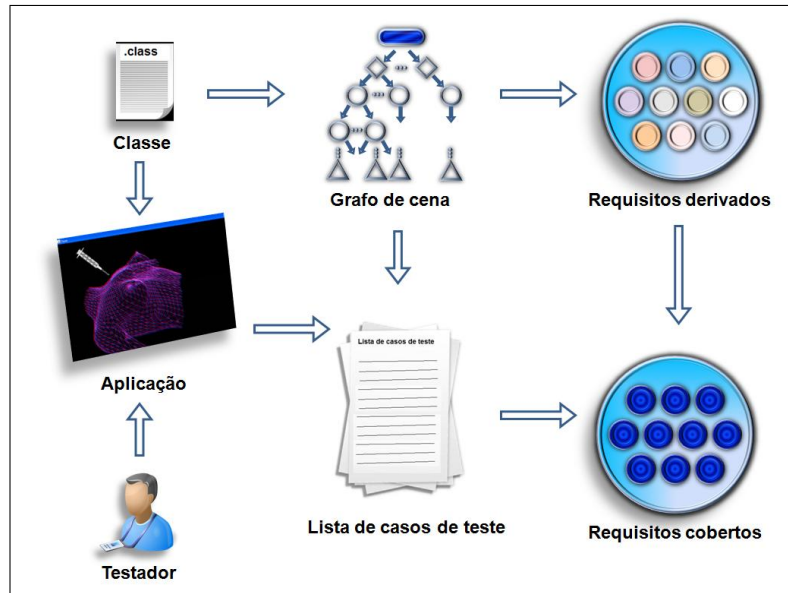 .class
Classe
Grafo de cena
Requisitos derivados
Aplicação
Lista de casos de teste
Lista de casos de teste
Requisitos cobertos
Testador